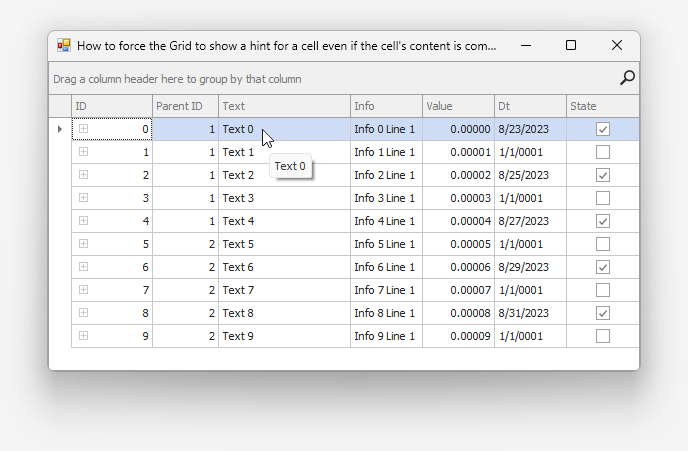 How to force the Grid to show a hint for a cell even if the cell's content is com...
Drag a column header here to group by that column
ID Parent ID Text Info Value Dt State
0 1 Text 0 Info 0 Line 1 0.00000 8/23/2023
1 1 Text 1 Info 1 Line 1 0.00001 1/1/0001
Text 0
2 1 Text 2 Info 2 Line 1 0.00002 8/25/2023
3 1 Text 3 Info 3 Line 1 0.00003 1/1/0001
4 1 Text 4 Info 4 Line 1 0.00004 8/27/2023
5 2 Text 5 Info 5 Line 1 0.00005 1/1/0001
6 2 Text 6 Info 6 Line 1 0.00006 8/29/2023
7 2 Text 7 Info 7 Line 1 0.00007 1/1/0001
8 2 Text 8 Info 8 Line 1 0.00008 8/31/2023
9 2 Text 9 Info 9 Line 1 0.00009 1/1/0001